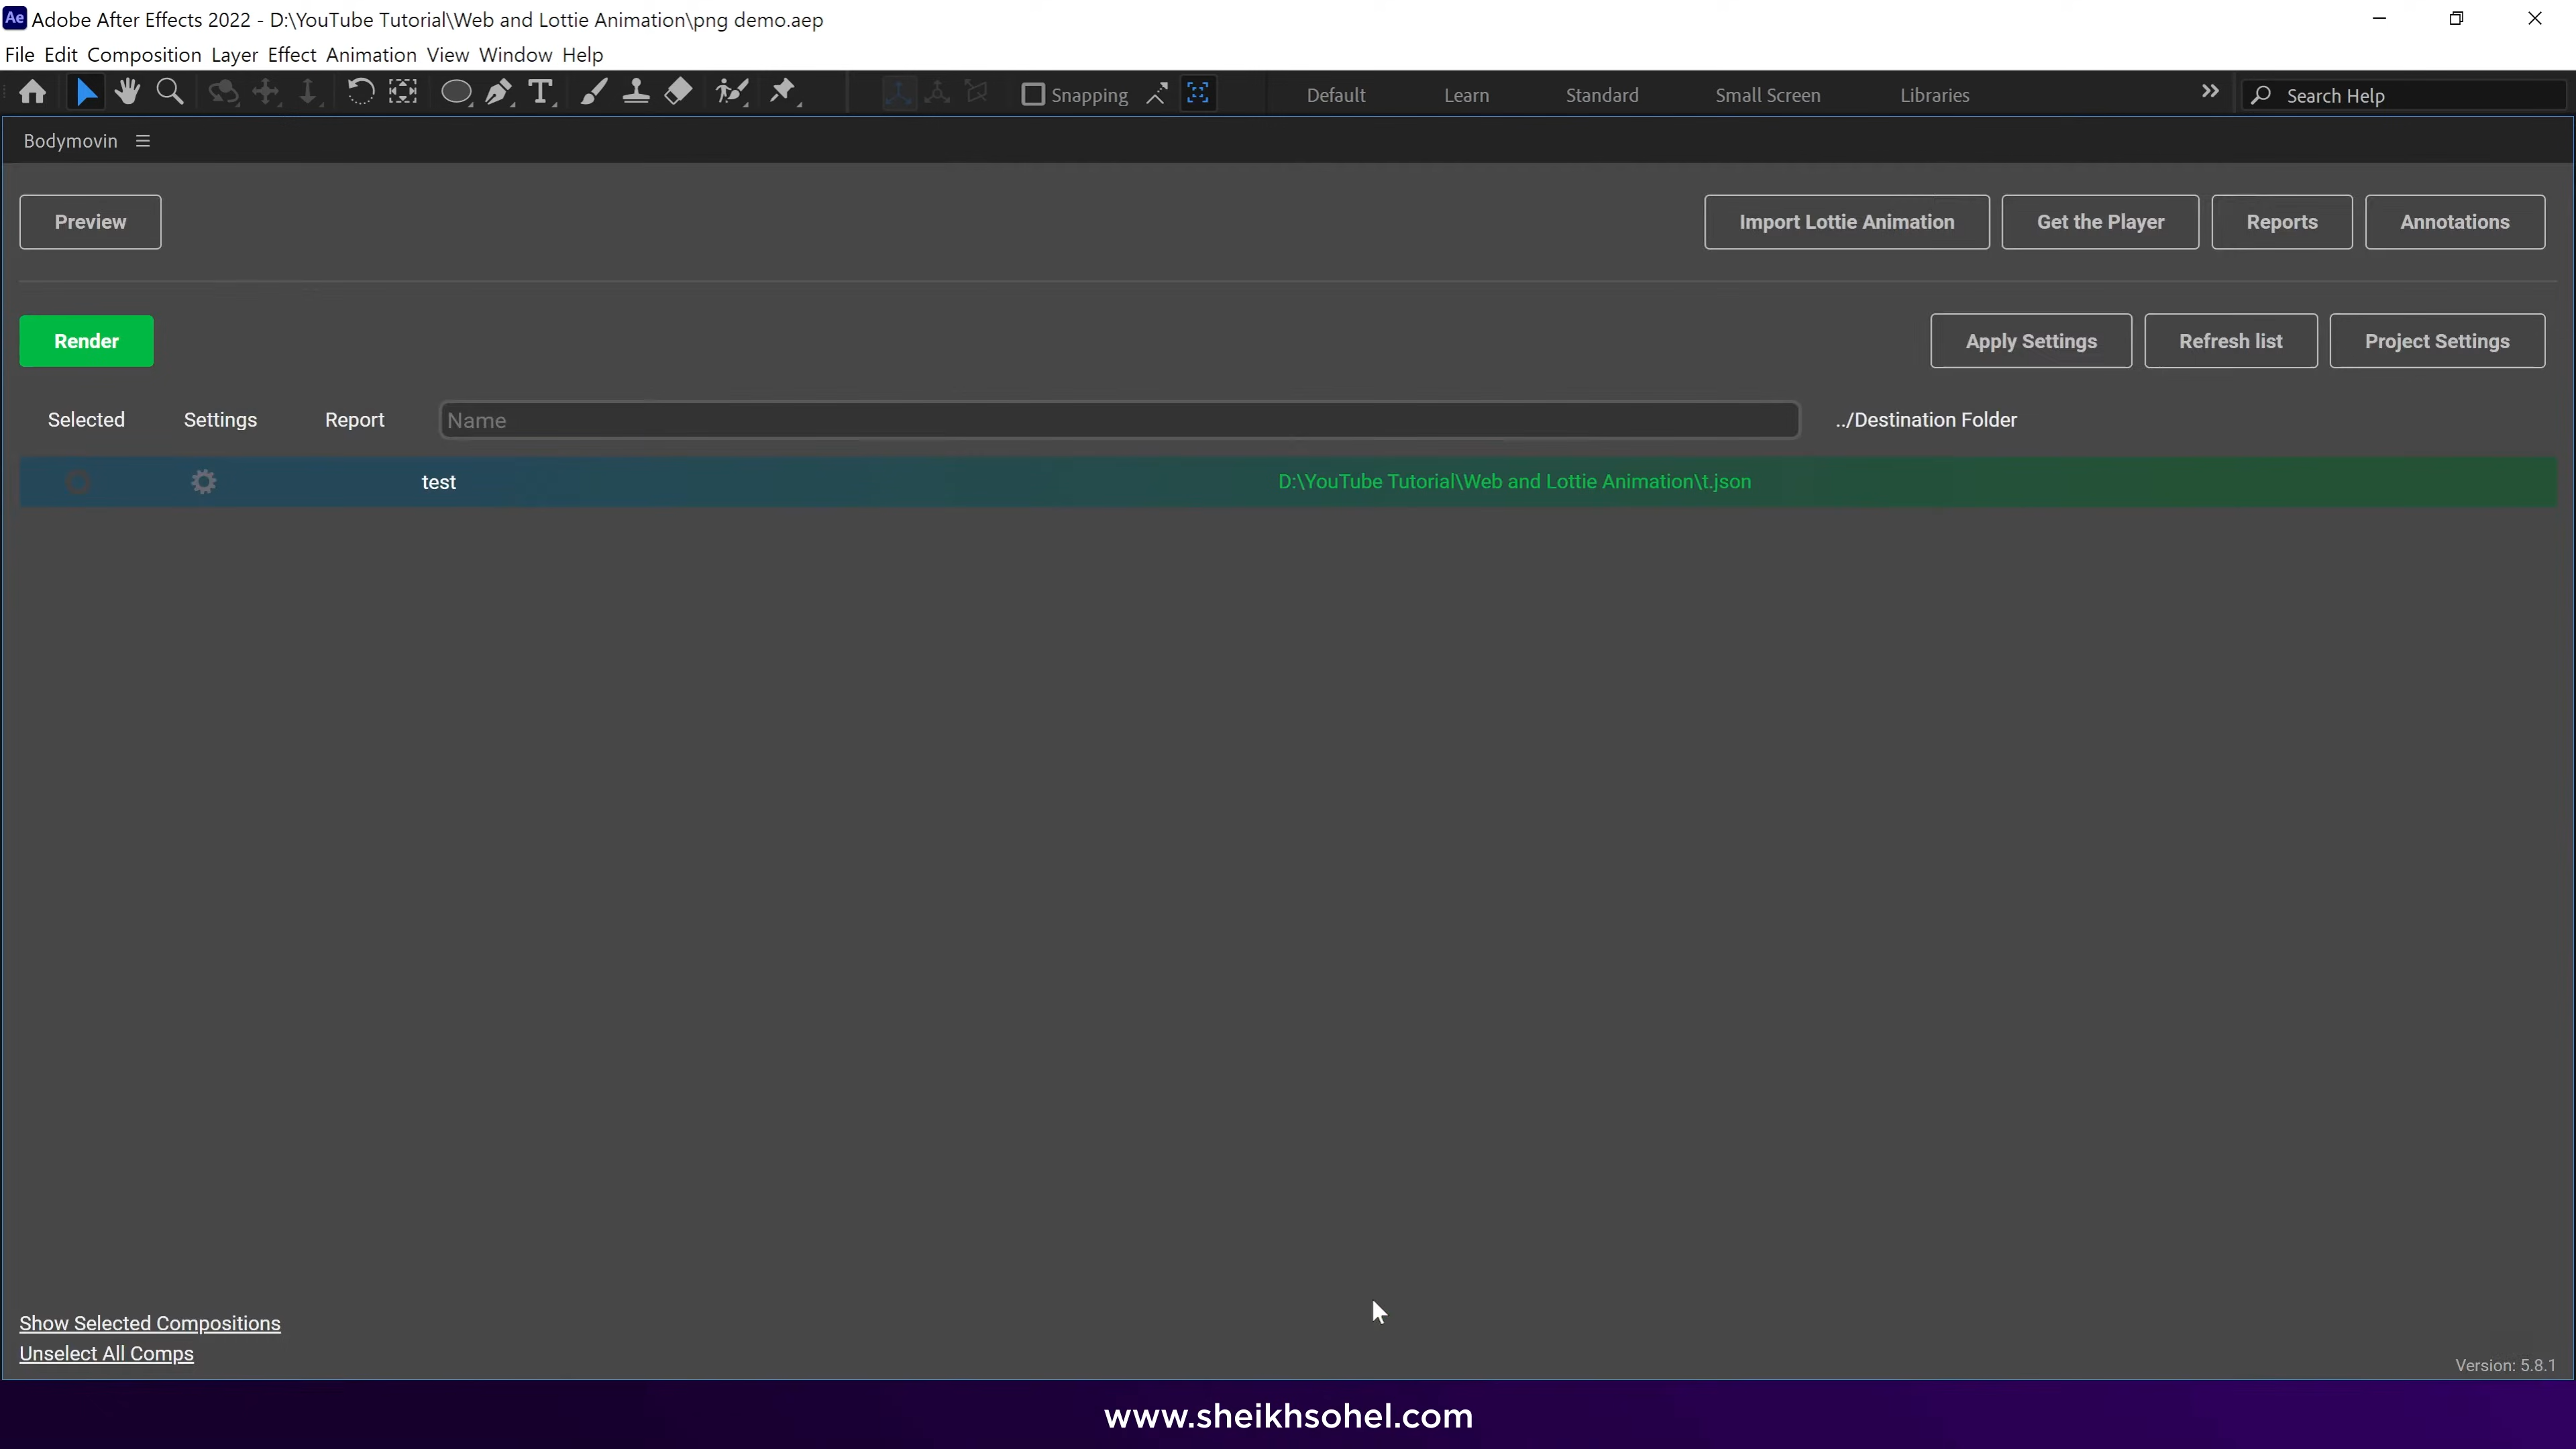 Ae Adobe After Effects 2022 - D:\YouTube Tutorial\Web and Lottie Animation\png demo.aep
File Edit Composition Layer Effect Animation View Window Help
Snapping Default Learn Standard Small Screen Libraries Search Help
Bodymovin
Preview Import Lottie Animation Get the Player Reports Annotations
Render Apply Settings Refresh list Project Settings
Selected Settings Report Name ../Destination Folder
test D:\YouTube Tutorial\Web and Lottie Animation\t.json
Show Selected Compositions
Unselect All Comps
Version: 5.8.1
www.sheikhsohel.com